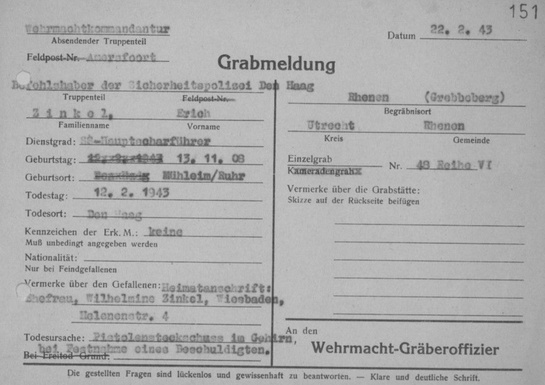 151
Wehrmachtkommandantur
Absendender Truppenteil
Datum 22. 2. 43
Feldpost-Nr. Amersfoort
Grabmeldung
Befehlshaber der Sicherheitspolizei Den Haag
Truppenteil Feldpost-Nr.
Rhenen (Grebbeberg)
Begräbnisort
Zinkel, Erich
Familienname Vorname
Utrecht Rhenen
Kreis Gemeinde
Dienstgrad: SS-Hauptscharführer
Geburtstag: 13. 11. 08
Einzelgrab
Kameradengrab Nr. 48 Reihe VI
Geburtsort: Mühleim/Ruhr
Vermerke über die Grabstätte:
Skizze auf der Rückseite beifügen
Todestag: 12. 2. 1943
Todesort: Den Haag
Kennzeichen der Erk. M.: keine
Muß unbedingt angegeben werden
Nationalität:
Nur bei Feindgefallenen
Vermerke über den Gefallenen: Heimatanschrift:
Ehefrau, Wilhelmine Zinkel, Wiesbaden,
Helenenstr. 4
Todesursache: Pistolensteckschuss im Gehirn,
bei Festnahme eines Beschuldigten.
Bei Freitod Grund:
An den
Wehrmacht-Gräberoffizier
Die gestellten Fragen sind lückenlos und gewissenhaft zu beantworten. — Klare und deutliche Schrift.